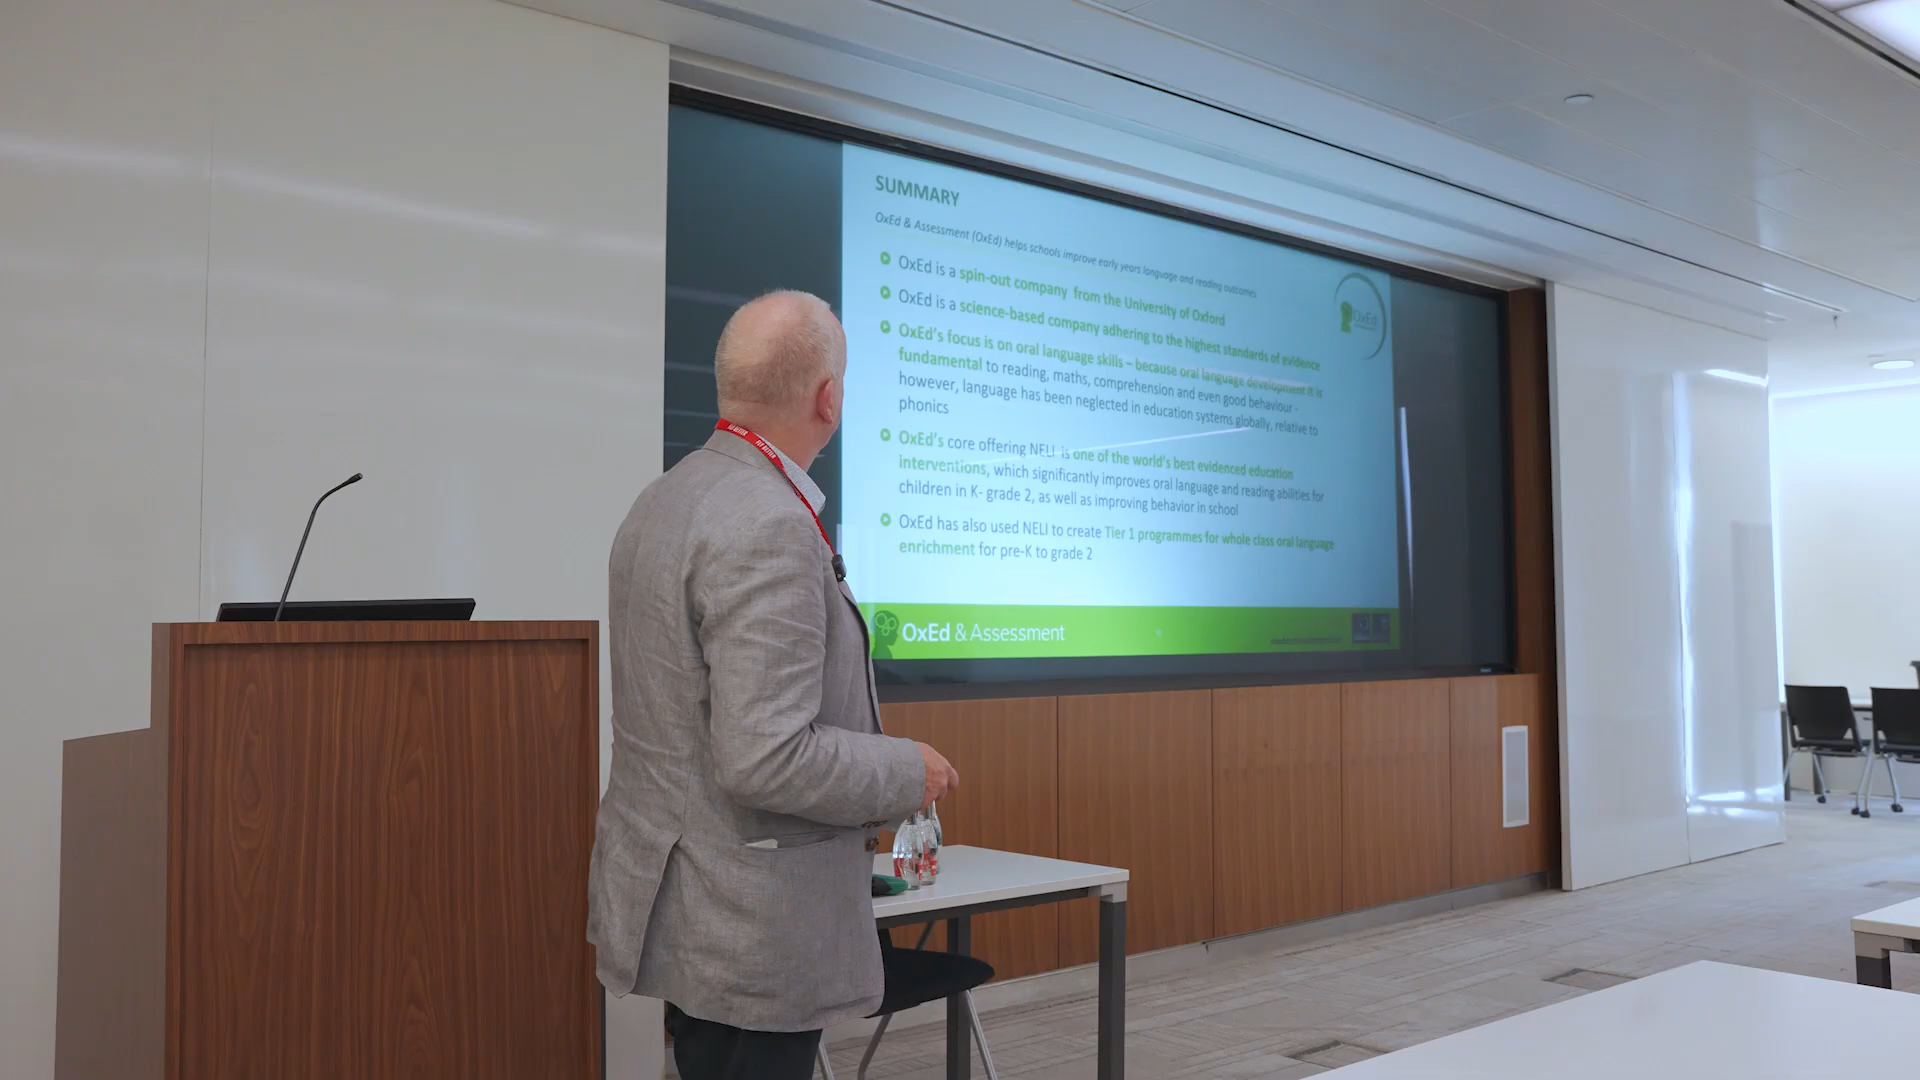 SUMMARY
OxEd & Assessment (OxEd) helps schools improve early years language and reading outcomes
OxEd is a spin-out company from the University of Oxford
OxEd is a science-based company adhering to the highest standards of evidence
OxEd's focus is on oral language skills – because oral language development it is
fundamental to reading, maths, comprehension and even good behaviour -
however, language has been neglected in education systems globally, relative to
phonics
OxEd's core offering NELI is one of the world's best evidenced education
interventions, which significantly improves oral language and reading abilities for
children in K- grade 2, as well as improving behavior in school
OxEd has also used NELI to create Tier 1 programmes for whole class oral language
enrichment for pre-K to grade 2
OxEd
OxEd & Assessment
FLY BETTER